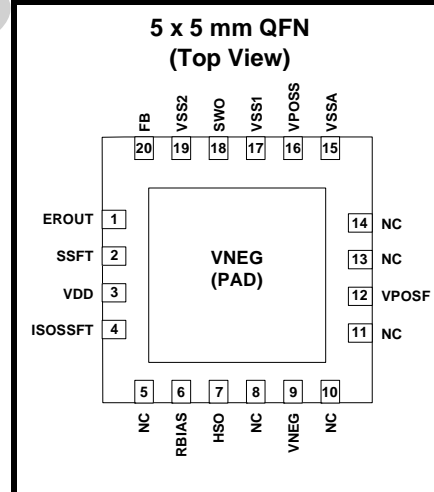 5 x 5 mm QFN
(Top View)
FB
VSS2
SWO
VSS1
VPOSS
VSSA
20 19 18 17 16 15
EROUT 1
SSFT 2
VDD 3
ISOSSFT 4
VNEG
(PAD)
14 NC
13 NC
12 VPOSF
11 NC
5 6 7 8 9 10
NC
RBIAS
HSO
NC
VNEG
NC